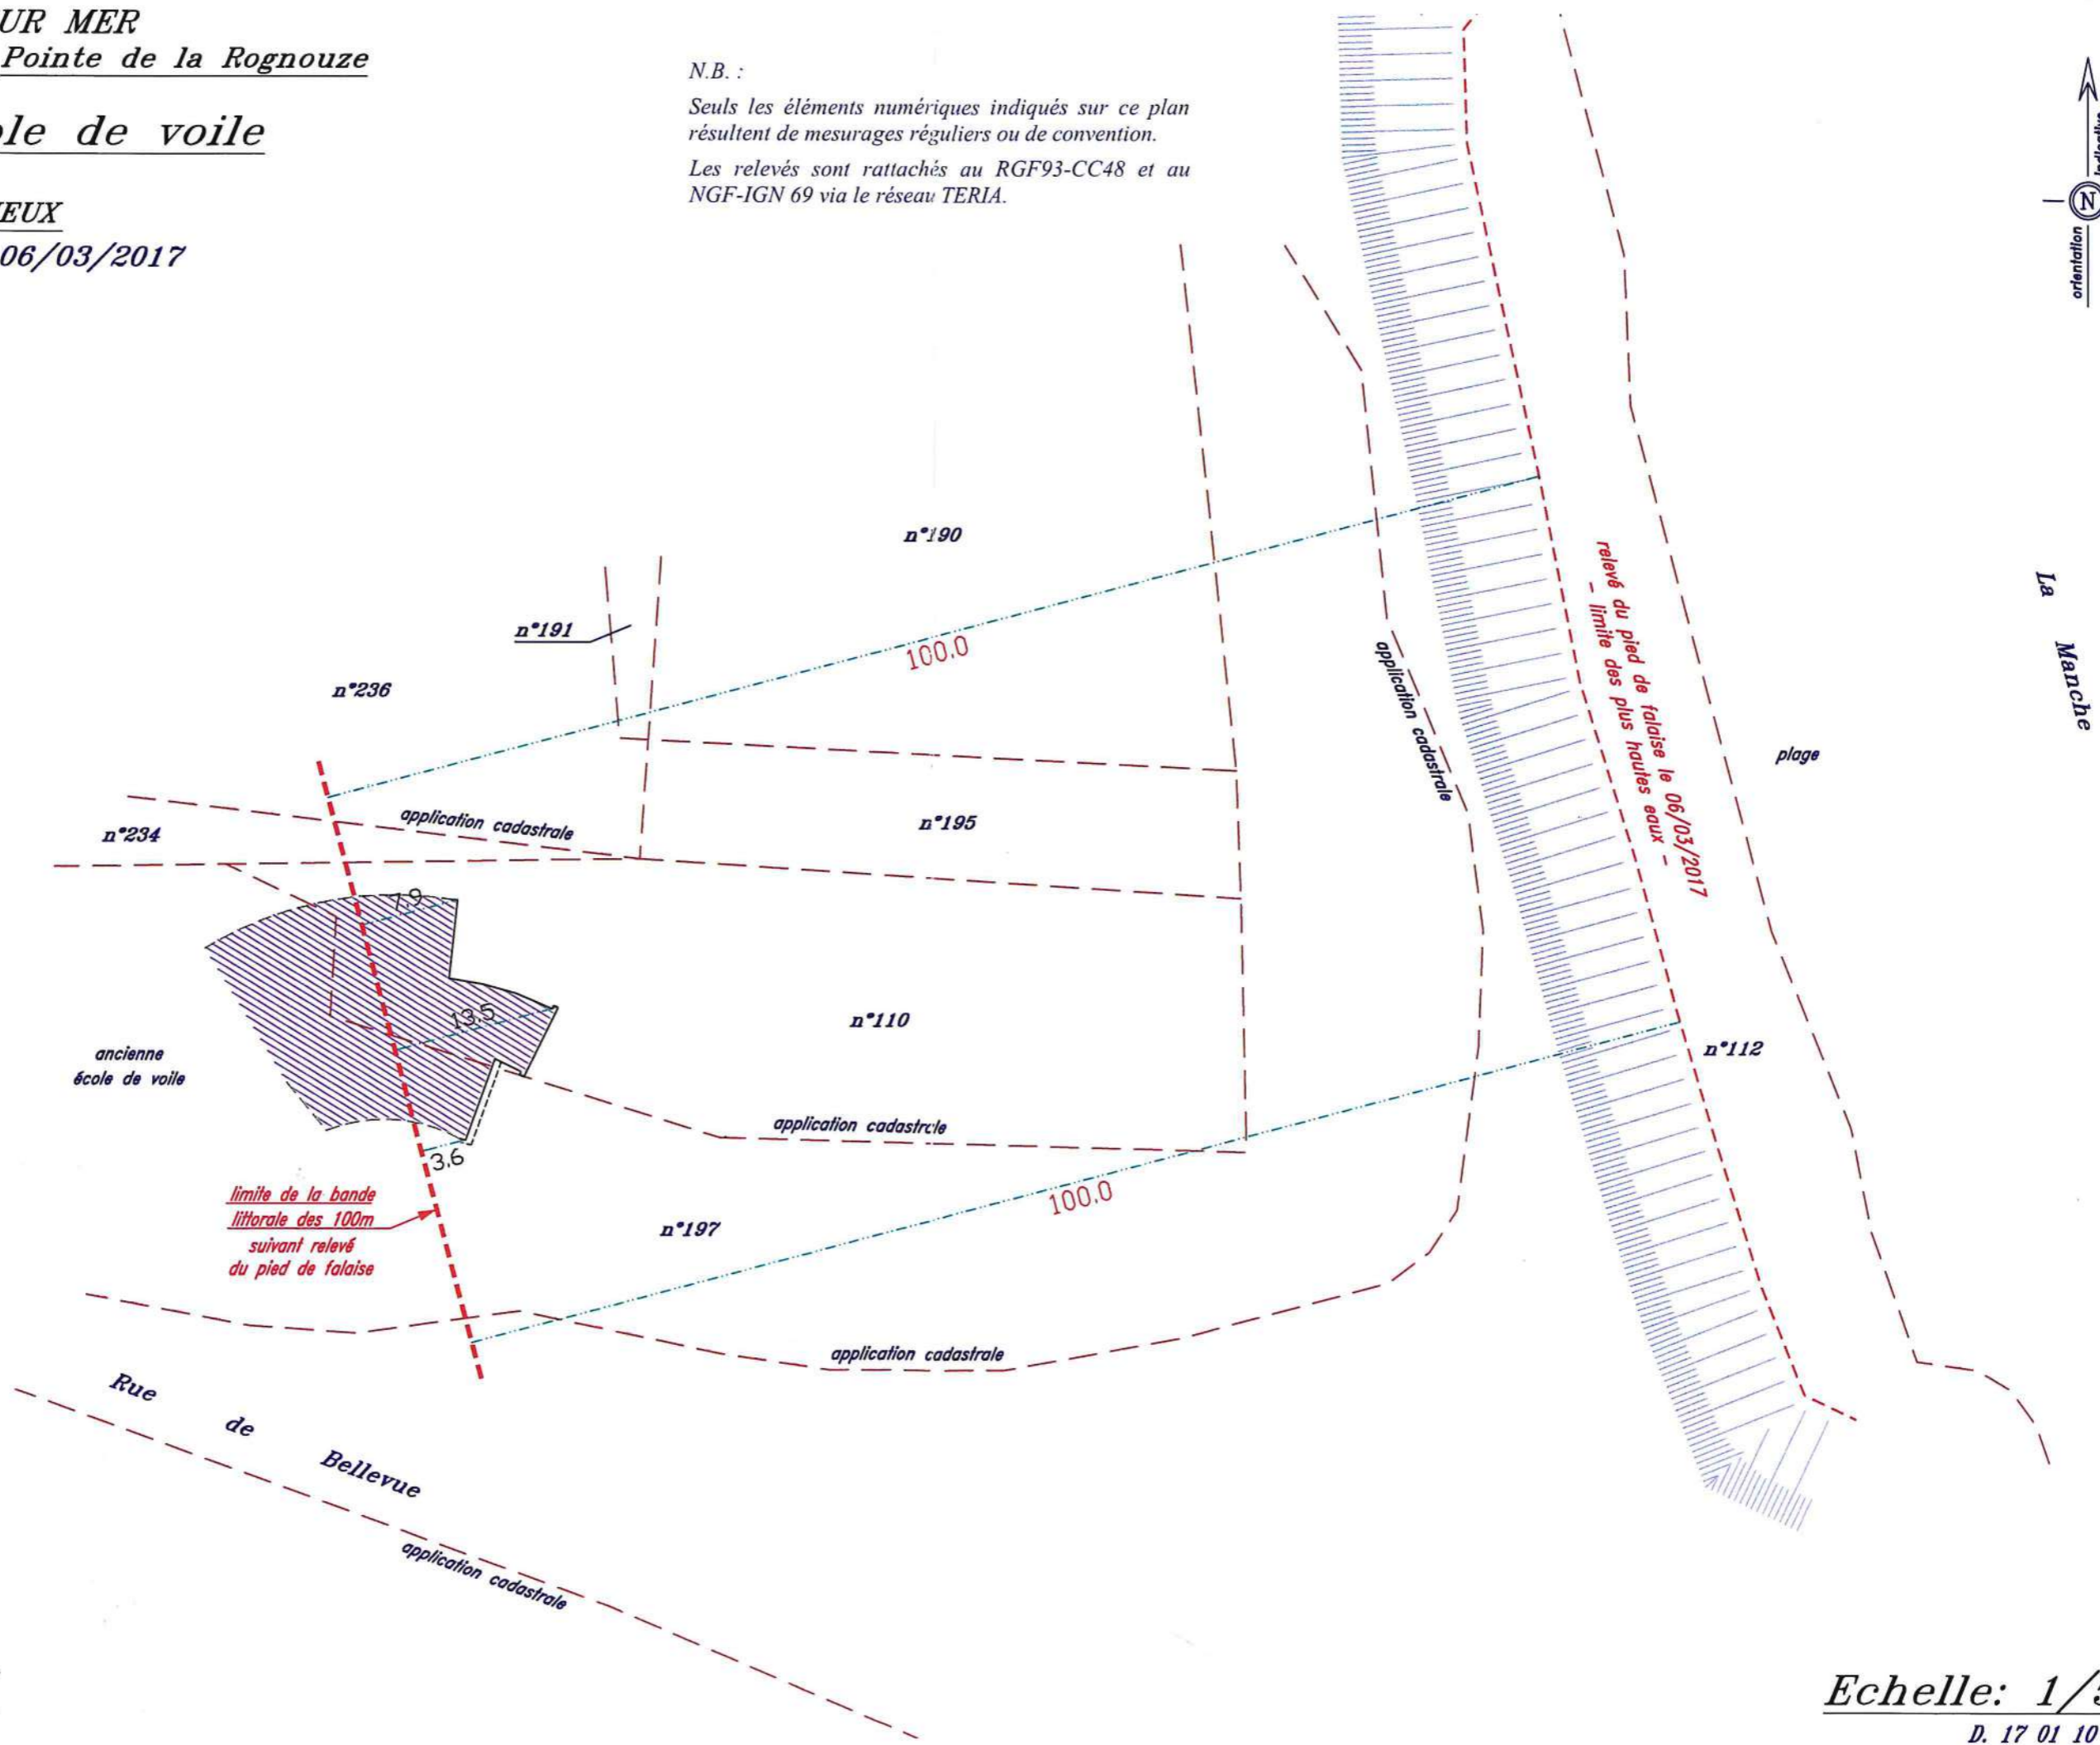 UR MER
Pointe de la Rognouze
le de voile
EUX
06/03/2017
N.B. :
Seuls les éléments numériques indiqués sur ce plan
résultent de mesurages réguliers ou de convention.
Les relevés sont rattachés au RGF93-CC48 et au
NGF-IGN 69 via le réseau TERIA.
orientation
N
n°190
n°191
100.0
n°236
La Manche
relevé du pied de falaise le 06/03/2017
- limite des plus hautes eaux -
application cadastrale
plage
application cadastrale
n°195
n°234
7.9
13.5
n°110
n°112
ancienne
école de voile
application cadastrale
3.6
limite de la bande
littorale des 100m
suivant relevé
du pied de falaise
100.0
n°197
application cadastrale
Rue de Bellevue
application cadastrale
Echelle: 1/
D. 17 01 10